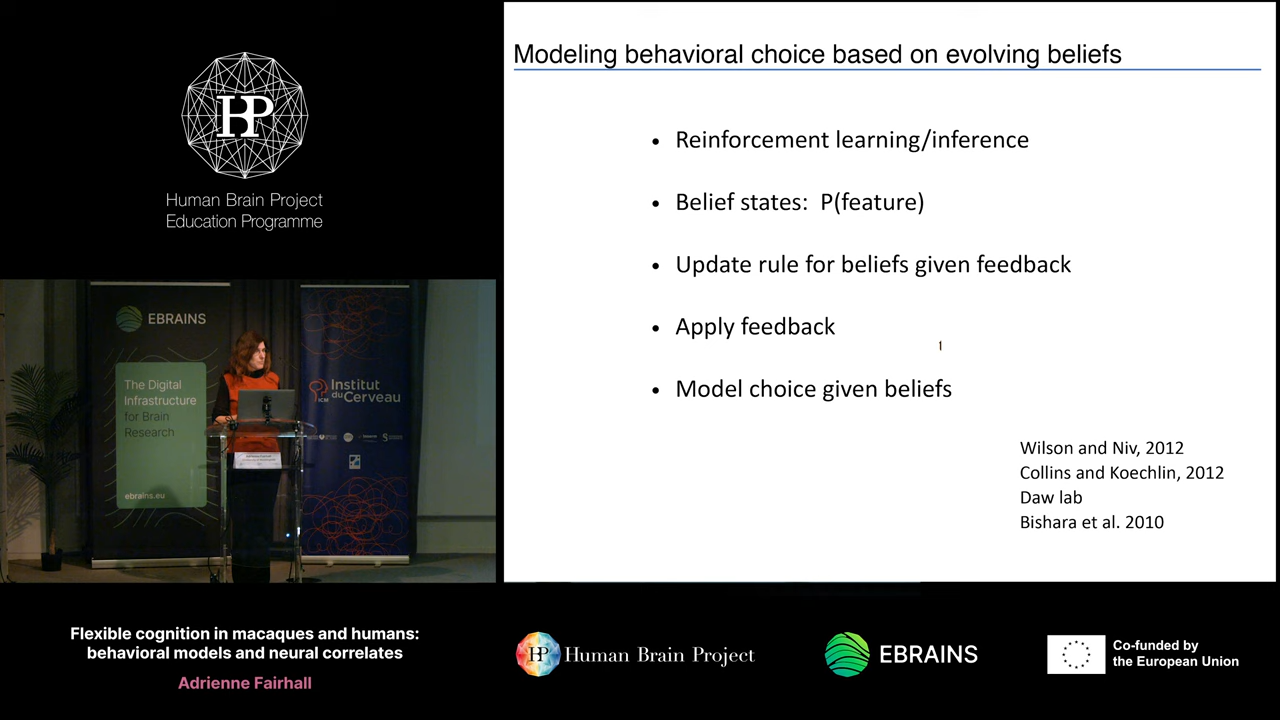 HP
Human Brain Project
Education Programme
EBRAINS
The Digital
Infrastructure
for Brain
Research
ebrains.eu
ICM
Institut
du Cerveau
Modeling behavioral choice based on evolving beliefs
• Reinforcement learning/inference
• Belief states: P(feature)
• Update rule for beliefs given feedback
• Apply feedback
1
• Model choice given beliefs
Wilson and Niv, 2012
Collins and Koechlin, 2012
Daw lab
Bishara et al. 2010
Flexible cognition in macaques and humans:
behavioral models and neural correlates
Adrienne Fairhall
HP Human Brain Project
EBRAINS
Co-funded by
the European Union